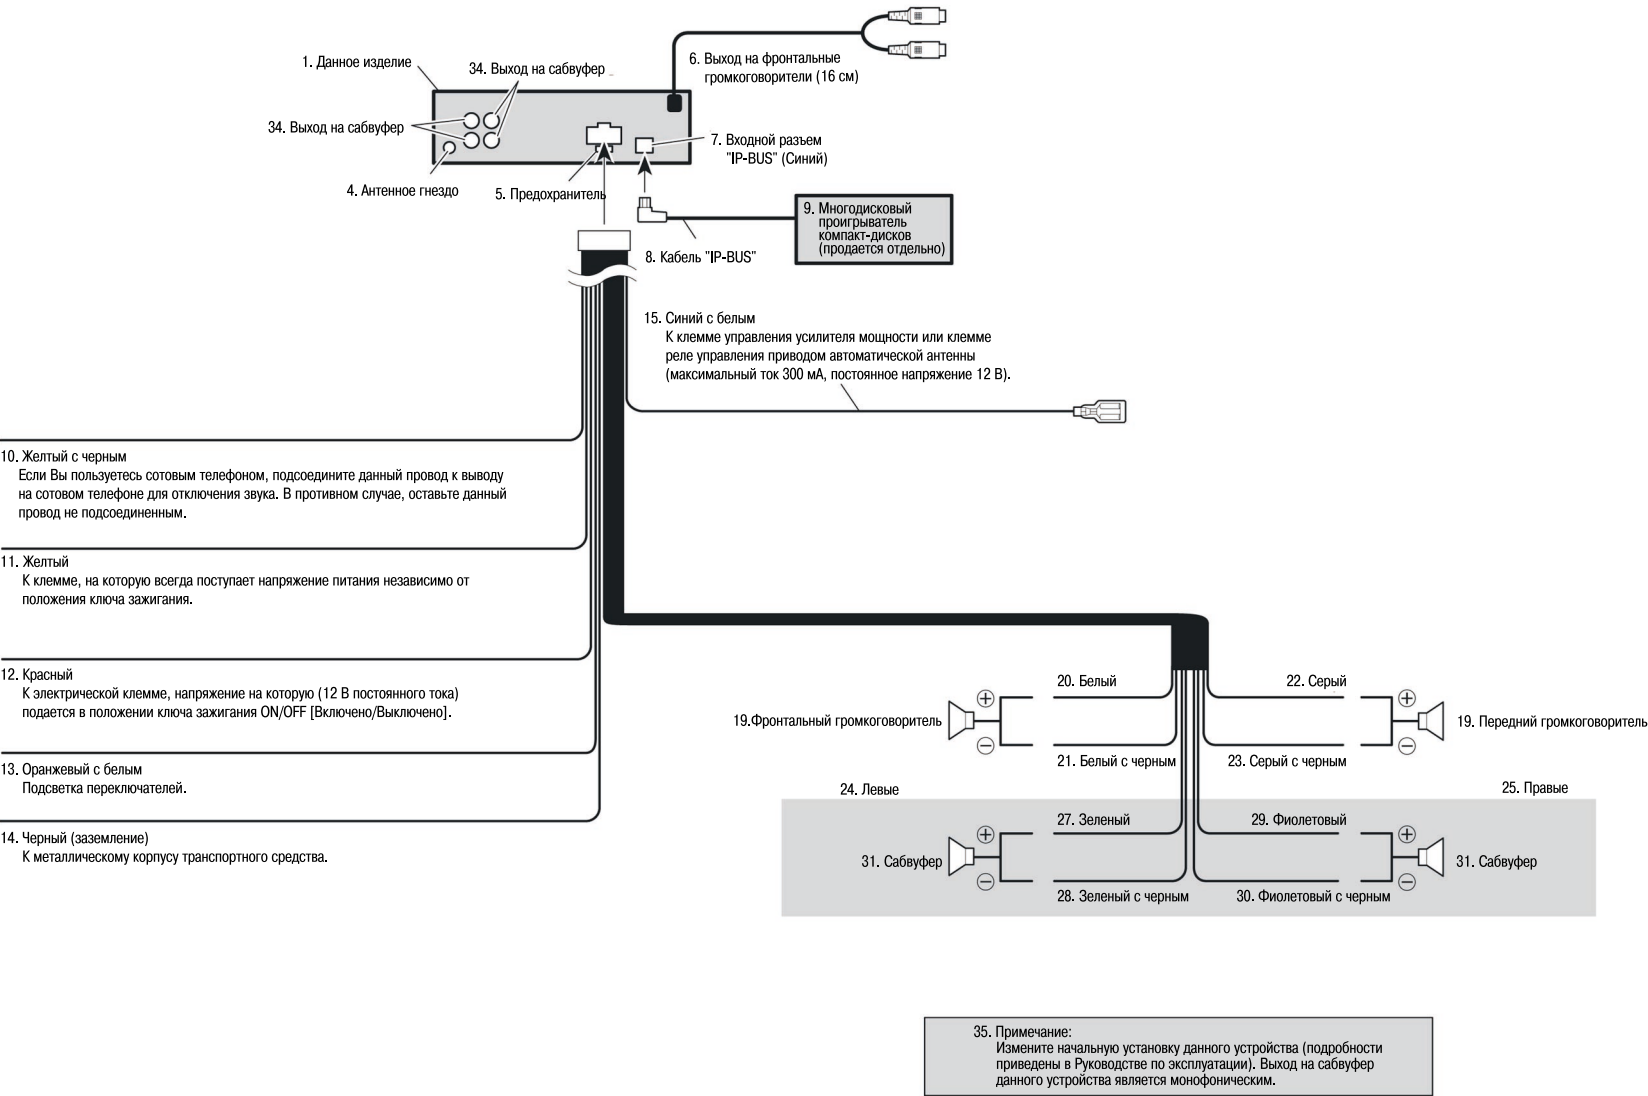 1. Данное изделие
34. Выход на сабвуфер
6. Выход на фронтальные
громкоговорители (16 см)
34. Выход на сабвуфер
7. Входной разъем
"IP-BUS" (Синий)
4. Антенное гнездо
5. Предохранитель
9. Многодисковый
проигрыватель
компакт-дисков
(продается отдельно)
8. Кабель "IP-BUS"
15. Синий с белым
К клемме управления усилителя мощности или клемме
реле управления приводом автоматической антенны
(максимальный ток 300 мА, постоянное напряжение 12 В).
10. Желтый с черным
Если Вы пользуетесь сотовым телефоном, подсоедините данный провод к выводу
на сотовом телефоне для отключения звука. В противном случае, оставьте данный
провод не подсоединенным.
11. Желтый
К клемме, на которую всегда поступает напряжение питания независимо от
положения ключа зажигания.
12. Красный
К электрической клемме, напряжение на которую (12 В постоянного тока)
подается в положении ключа зажигания ON/OFF [Включено/Выключено].
13. Оранжевый с белым
Подсветка переключателей.
14. Черный (заземление)
К металлическому корпусу транспортного средства.
20. Белый
22. Серый
+
+
19.Фронтальный громкоговоритель
19. Передний громкоговоритель
−
−
21. Белый с черным
23. Серый с черным
24. Левые
25. Правые
27. Зеленый
29. Фиолетовый
+
+
31. Сабвуфер
31. Сабвуфер
−
−
28. Зеленый с черным
30. Фиолетовый с черным
35. Примечание:
Измените начальную установку данного устройства (подробности
приведены в Руководстве по эксплуатации). Выход на сабвуфер
данного устройства является монофоническим.